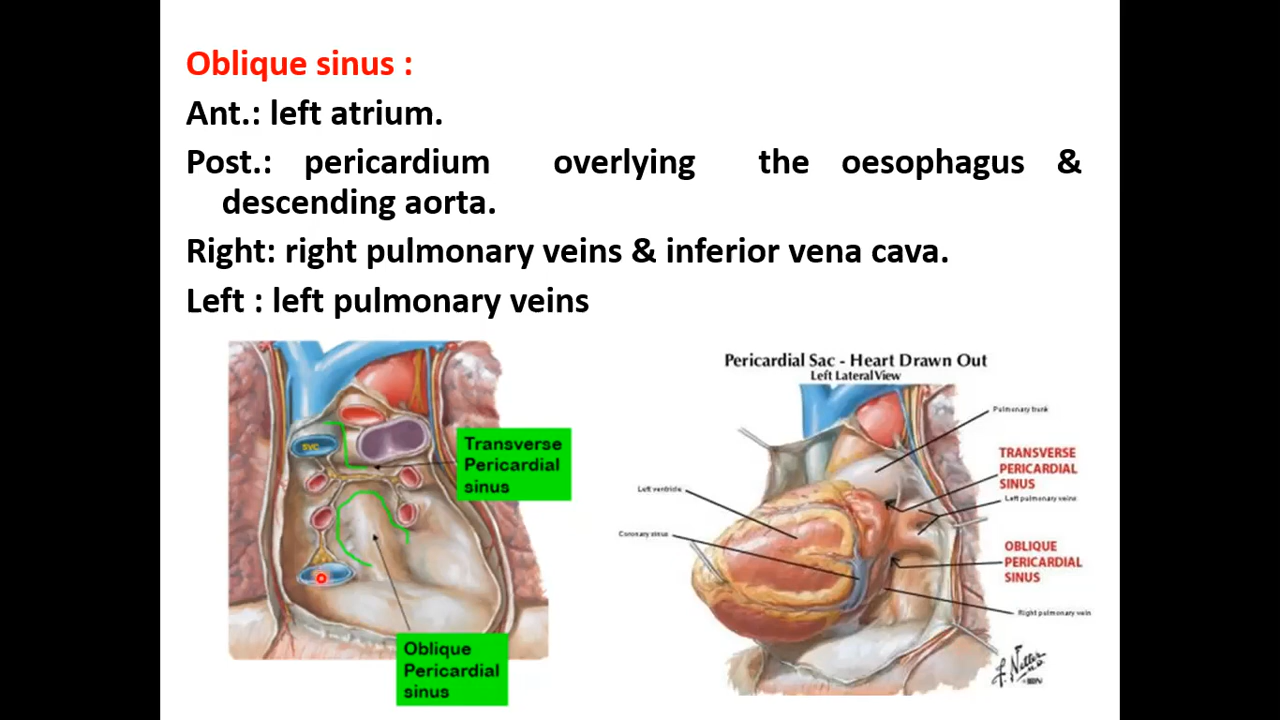 Oblique sinus :
Ant.: left atrium.
Post.: pericardium overlying the oesophagus &
descending aorta.
Right: right pulmonary veins & inferior vena cava.
Left : left pulmonary veins
SVC
Transverse
Pericardial
sinus
Oblique
Pericardial
sinus
Pericardial Sac - Heart Drawn Out
Left Lateral View
Pulmonary trunk
TRANSVERSE
PERICARDIAL
SINUS
Left pulmonary veins
Left ventricle
Coronary sinus
OBLIQUE
PERICARDIAL
SINUS
Right pulmonary vein
F. Netter
M.D.